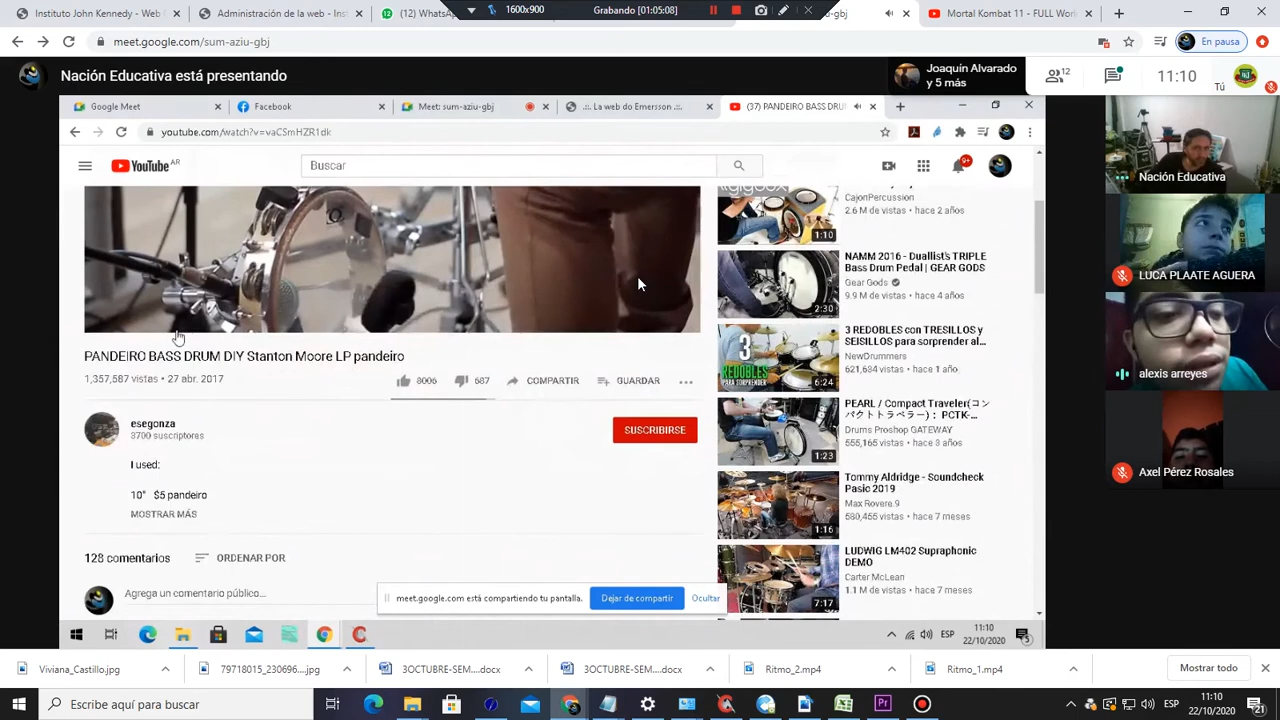 Instituto John Kennedy - Web
Administración de la web - Inst
(12) WhatsA
1600x900
Grabando [01:05:08]
-gbj
Mortal Kombat 11 - FULL Work
meet.google.com/sum-aziu-gbj
En pausa
Nación Educativa está presentando
Joaquín Alvarado
y 5 más
12
11:10
Tú
Google Meet
Facebook
Meet: sum-aziu-gbj
.:. La web do Emersson .:.
(37) PANDEIRO BASS DRU
youtube.com/watch?v=vaCSmHZR1dk
YouTube AR
Buscar
9+
CajonPercussion
2.6 M de vistas • hace 2 años
1:10
NAMM 2016 - Duallist's TRIPLE
Bass Drum Pedal | GEAR GODS
Gear Gods
9.9 M de vistas • hace 4 años
2:30
3 REDOBLES con TRESILLOS y
SEISILLOS para sorprender al...
NewDrummers
621,634 vistas • hace 1 año
3
REDOBLES
PARA SORPRENDER
6:24
PEARL / Compact Traveler(コン
パクトトラベラー) : PCTK-...
Drums Proshop GATEWAY
555,165 vistas • hace 3 años
1:23
Tommy Aldridge - Soundcheck
Pasic 2019
Max Rovere.9
580,455 vistas • hace 7 meses
1:16
LUDWIG LM402 Supraphonic
DEMO
Carter McLean
1.1 M de vistas • hace 7 meses
7:17
PANDEIRO BASS DRUM DIY Stanton Moore LP pandeiro
1,357,587 vistas • 27 abr. 2017
687
COMPARTIR
GUARDAR
esegonza
3700 suscriptores
SUSCRIBIRSE
I used:
10" $5 pandeiro
MOSTRAR MÁS
128 comentarios
ORDENAR POR
Agregar un comentario público...
meet.google.com está compartiendo tu pantalla.
Dejar de compartir
Ocultar
ESP
11:10
22/10/2020
5
Nación Educativa
LUCA PLAATE AGUERA
alexis arreyes
Axel Pérez Rosales
Viviana_Castillo.jpg
79718015_230696....jpg
3OCTUBRE-SEM....docx
3OCTUBRE-SEM....docx
Ritmo_2.mp4
Ritmo_1.mp4
Mostrar todo
Escribe aquí para buscar
ESP
11:10
22/10/2020
21